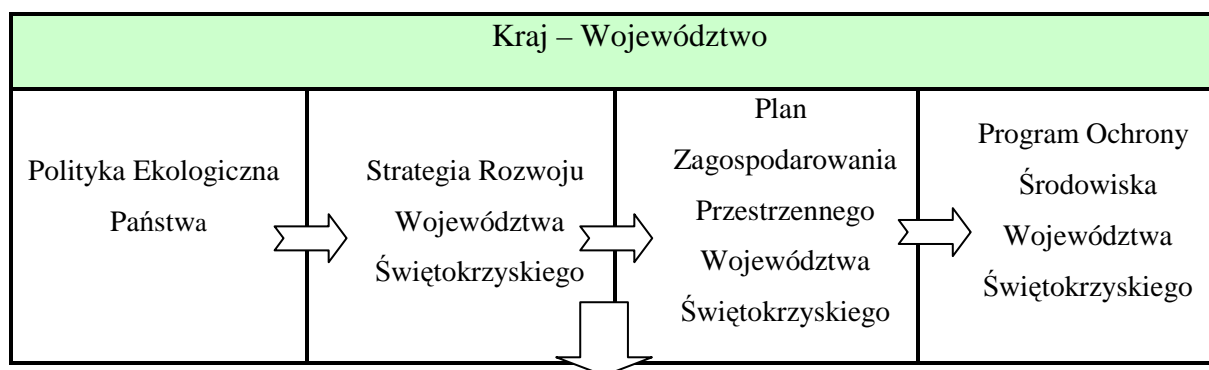 Kraj – Województwo
Polityka Ekologiczna
Państwa
Strategia Rozwoju
Województwa
Świętokrzyskiego
Plan
Zagospodarowania
Przestrzennego
Województwa
Świętokrzyskiego
Program Ochrony
Środowiska
Województwa
Świętokrzyskiego